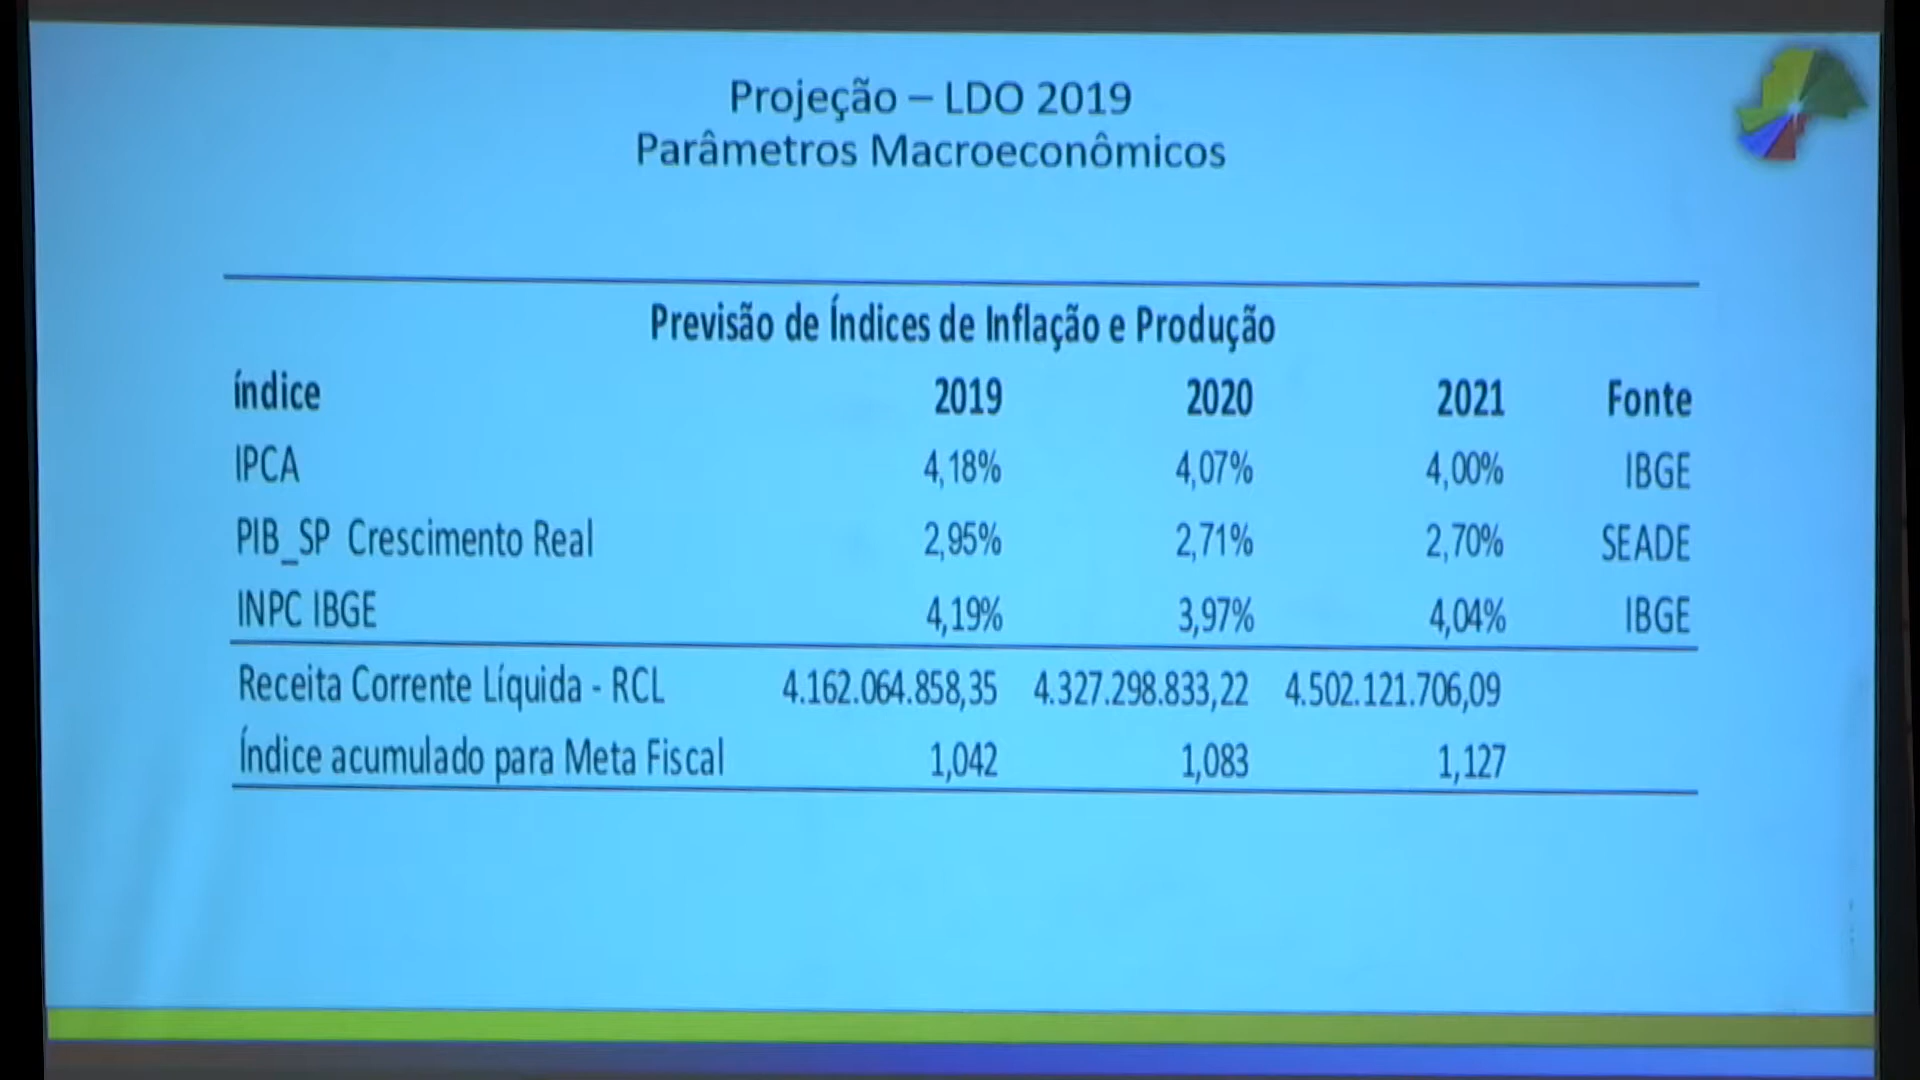 Projeção – LDO 2019
Parâmetros Macroeconômicos
Previsão de Índices de Inflação e Produção
índice 2019 2020 2021 Fonte
IPCA 4,18% 4,07% 4,00% IBGE
PIB_SP Crescimento Real 2,95% 2,71% 2,70% SEADE
INPC IBGE 4,19% 3,97% 4,04% IBGE
Receita Corrente Líquida - RCL 4.162.064.858,35 4.327.298.833,22 4.502.121.706,09
Índice acumulado para Meta Fiscal 1,042 1,083 1,127